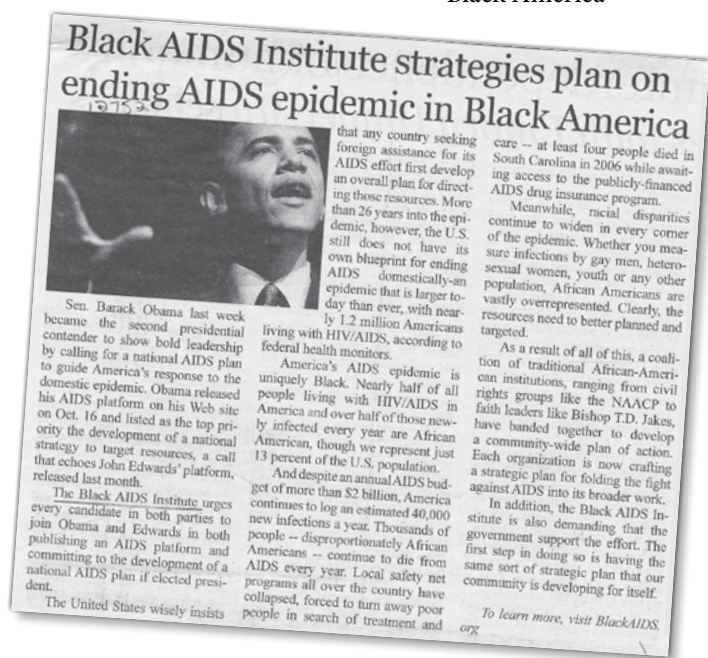 Black America
Black AIDS Institute strategies plan on
ending AIDS epidemic in Black America
12752
Sen. Barack Obama last week
became the second presidential
contender to show bold leadership
by calling for a national AIDS plan
to guide America's response to the
domestic epidemic. Obama released
his AIDS platform on his Web site
on Oct. 16 and listed as the top pri-
ority the development of a national
strategy to target resources, a call
that echoes John Edwards' platform,
released last month.
The Black AIDS Institute urges
every candidate in both parties to
join Obama and Edwards in both
publishing an AIDS platform and
committing to the development of a
national AIDS plan if elected presi-
dent.
The United States wisely insists
that any country seeking
foreign assistance for its
AIDS effort first develop
an overall plan for direct-
ing those resources. More
than 26 years into the epi-
demic, however, the U.S.
still does not have its
own blueprint for ending
AIDS domestically-an
epidemic that is larger to-
day than ever, with near-
ly 1.2 million Americans
living with HIV/AIDS, according to
federal health monitors.
America's AIDS epidemic is
uniquely Black. Nearly half of all
people living with HIV/AIDS in
America and over half of those new-
ly infected every year are African
American, though we represent just
13 percent of the U.S. population.
And despite an annual AIDS bud-
get of more than $2 billion, America
continues to log an estimated 40,000
new infections a year. Thousands of
people -- disproportionately African
Americans -- continue to die from
AIDS every year. Local safety net
programs all over the country have
collapsed, forced to turn away poor
people in search of treatment and
care -- at least four people died in
South Carolina in 2006 while await-
ing access to the publicly-financed
AIDS drug insurance program.
Meanwhile, racial disparities
continue to widen in every corner
of the epidemic. Whether you mea-
sure infections by gay men, hetero-
sexual women, youth or any other
population, African Americans are
vastly overrepresented. Clearly, the
resources need to better planned and
targeted.
As a result of all of this, a coali-
tion of traditional African-Ameri-
can institutions, ranging from civil
rights groups like the NAACP to
faith leaders like Bishop T.D. Jakes,
have banded together to develop
a community-wide plan of action.
Each organization is now crafting
a strategic plan for folding the fight
against AIDS into its broader work.
In addition, the Black AIDS In-
stitute is also demanding that the
government support the effort. The
first step in doing so is having the
same sort of strategic plan that our
community is developing for itself.
To learn more, visit BlackAIDS.
org